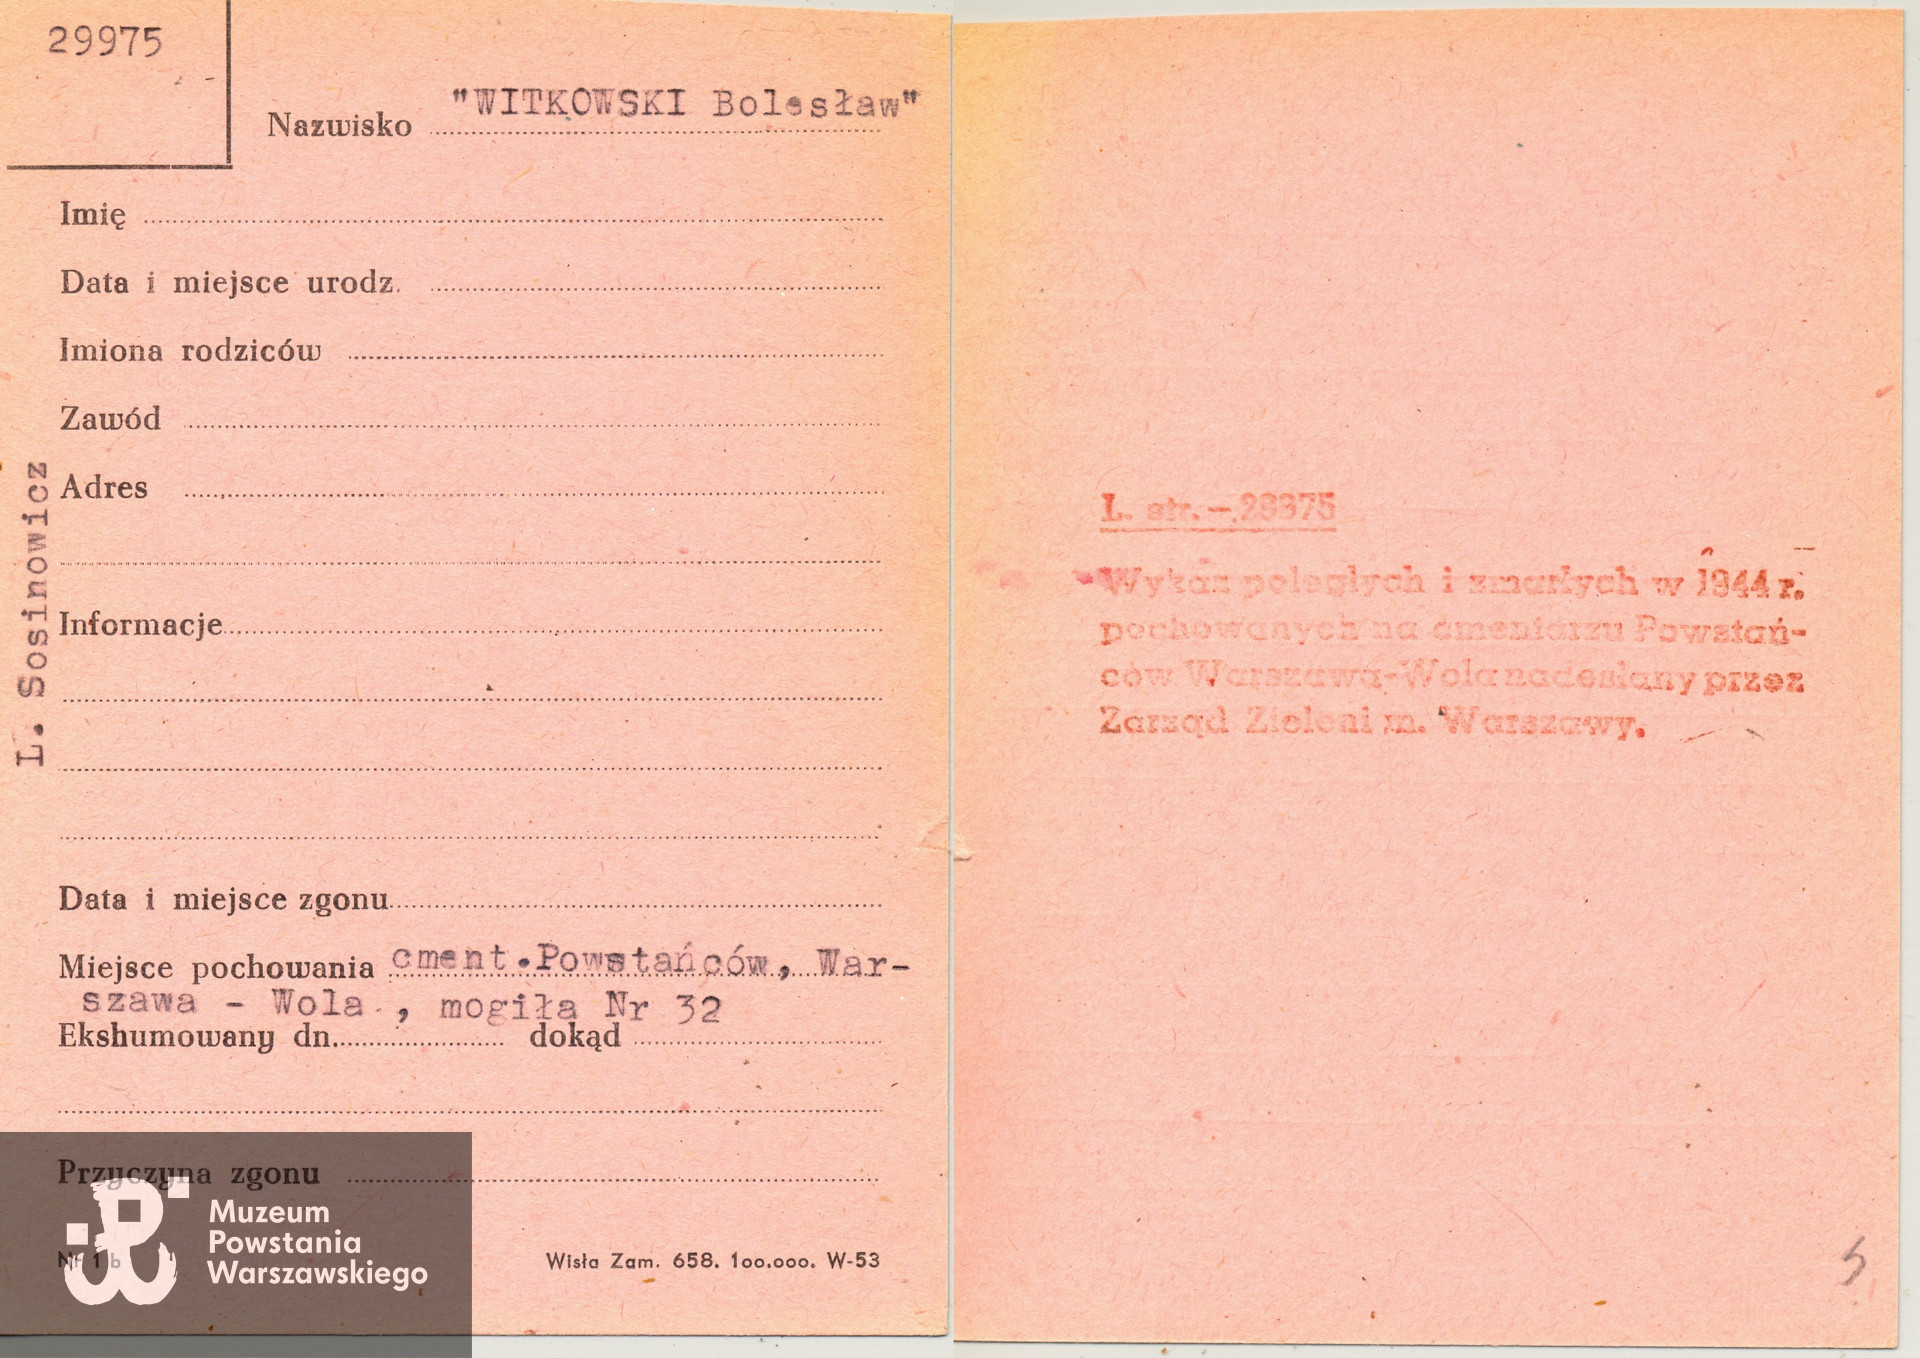 29975
Nazwisko "WITKOWSKI Bolesław"
Imię
Data i miejsce urodz.
Imiona rodziców
Zawód
Adres
L. Sosinowicz
Informacje
Data i miejsce zgonu
Miejsce pochowania cment.Powstańców, War-
szawa - Wola , mogiła Nr 32
Ekshumowany dn. dokąd
Przyczyna zgonu
Nr 1 b
Wisła Zam. 658. 100.000. W-53
Muzeum
Powstania
Warszawskiego
L. str. — 29975
Wykaz poległych i zmarłych w 1944 r.
pochowanych na cmentarzu Powstań-
ców Warszawa-Wola nadesłany przez
Zarząd Zieleni m. Warszawy.